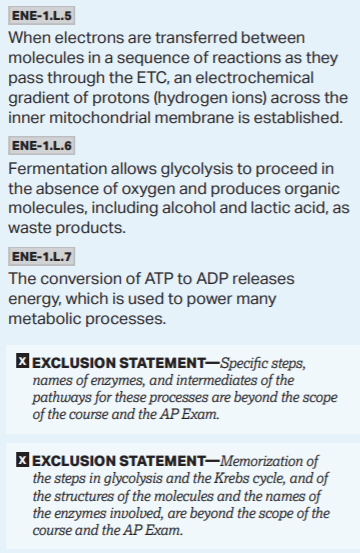 ENE-1.L.5
When electrons are transferred between
molecules in a sequence of reactions as they
pass through the ETC, an electrochemical
gradient of protons (hydrogen ions) across the
inner mitochondrial membrane is established.
ENE-1.L.6
Fermentation allows glycolysis to proceed in
the absence of oxygen and produces organic
molecules, including alcohol and lactic acid, as
waste products.
ENE-1.L.7
The conversion of ATP to ADP releases
energy, which is used to power many
metabolic processes.
X EXCLUSION STATEMENT—Specific steps,
names of enzymes, and intermediates of the
pathways for these processes are beyond the scope
of the course and the AP Exam.
X EXCLUSION STATEMENT—Memorization of
the steps in glycolysis and the Krebs cycle, and of
the structures of the molecules and the names of
the enzymes involved, are beyond the scope of the
course and the AP Exam.